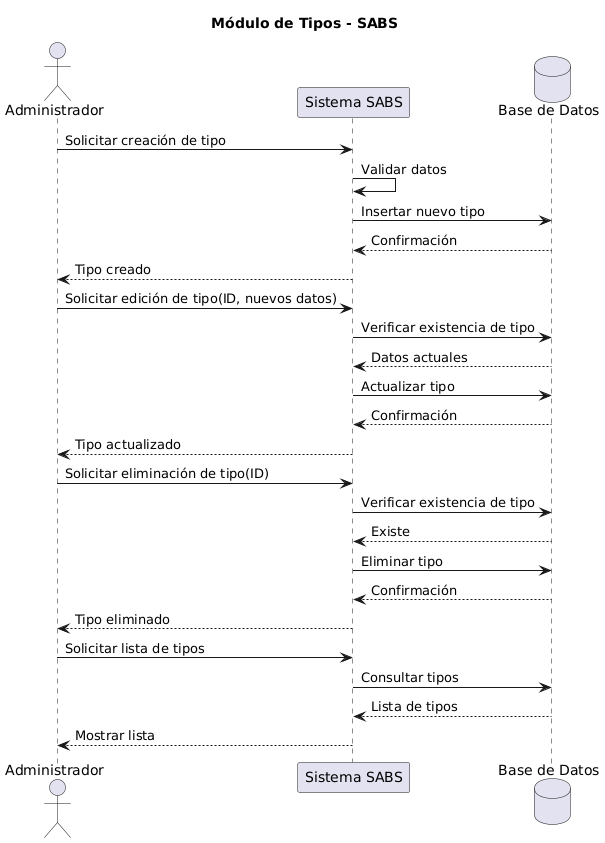 Módulo de Tipos - SABS
Administrador
Sistema SABS
Base de Datos
Solicitar creación de tipo
Validar datos
Insertar nuevo tipo
Confirmación
Tipo creado
Solicitar edición de tipo(ID, nuevos datos)
Verificar existencia de tipo
Datos actuales
Actualizar tipo
Confirmación
Tipo actualizado
Solicitar eliminación de tipo(ID)
Verificar existencia de tipo
Existe
Eliminar tipo
Confirmación
Tipo eliminado
Solicitar lista de tipos
Consultar tipos
Lista de tipos
Mostrar lista
Administrador
Sistema SABS
Base de Datos